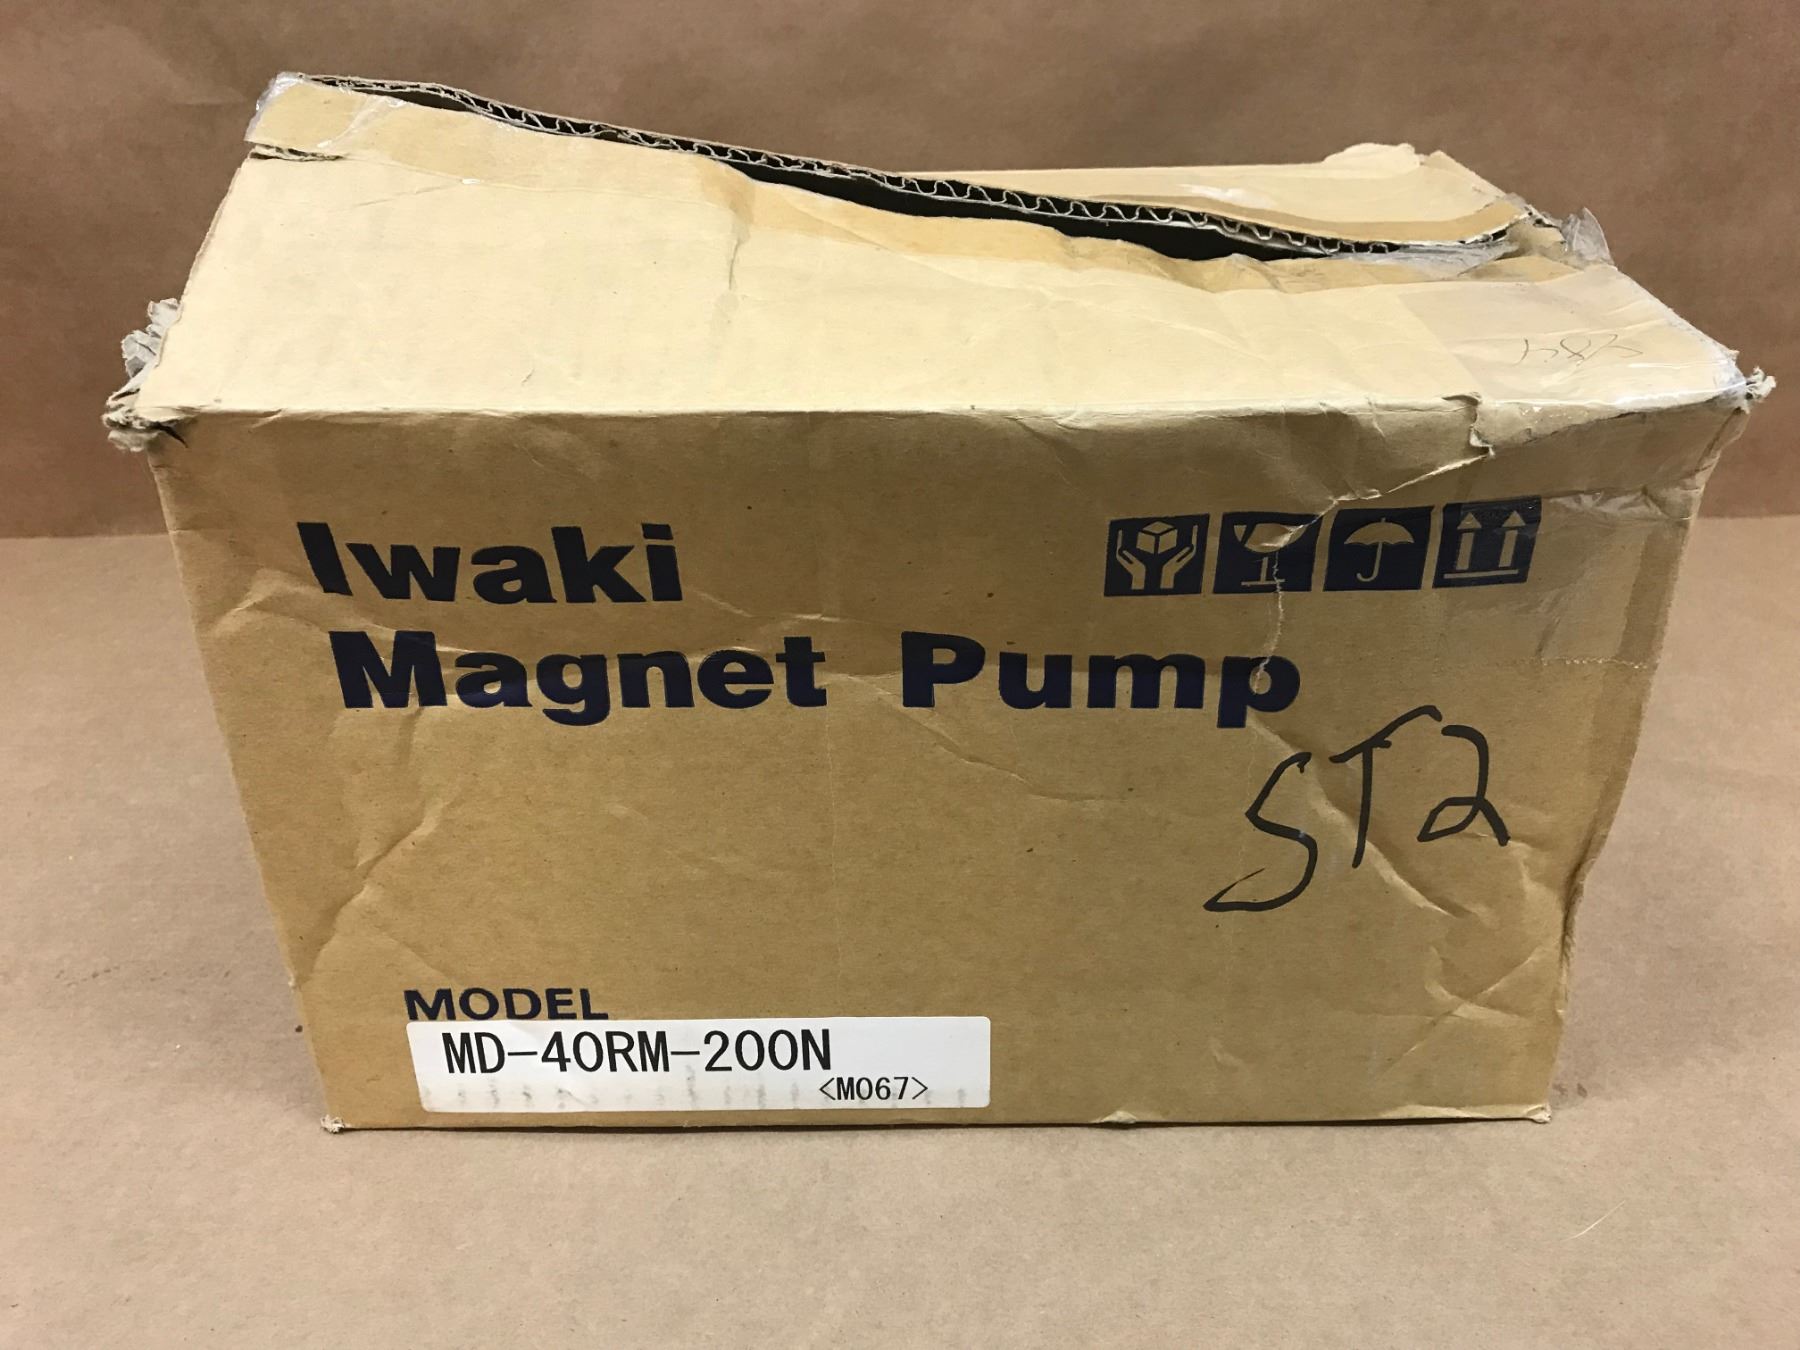 Iwaki
Magnet Pump
ST2
MODEL
MD-40RM-200N
<M067>